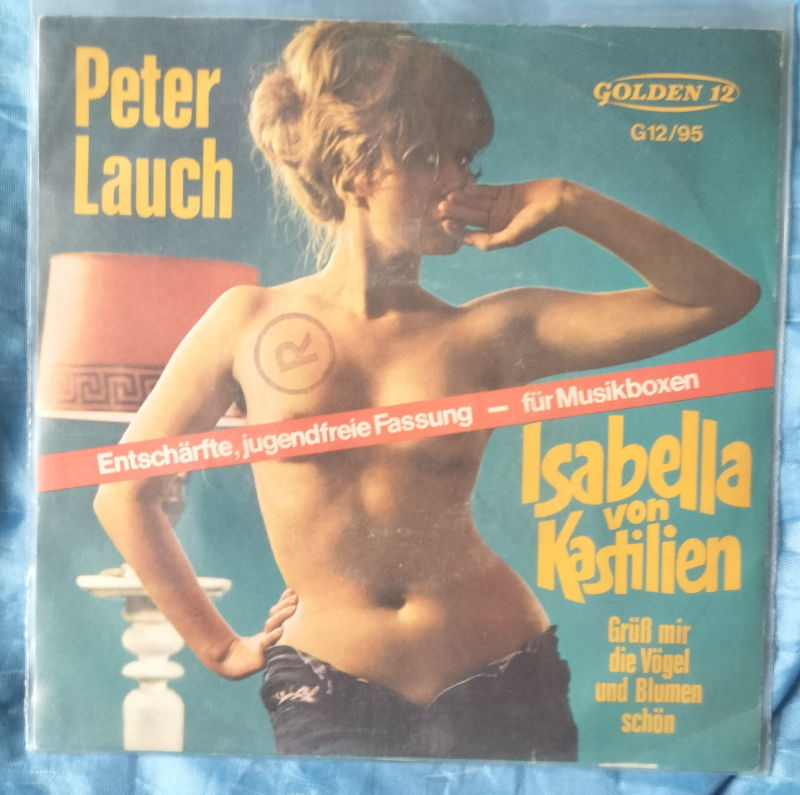 Peter
Lauch
GOLDEN 12
G12/95
R
Entschärfte, jugendfreie Fassung — für Musikboxen
Isabella
von
Kastilien
Grüß mir
die Vögel
und Blumen
schön